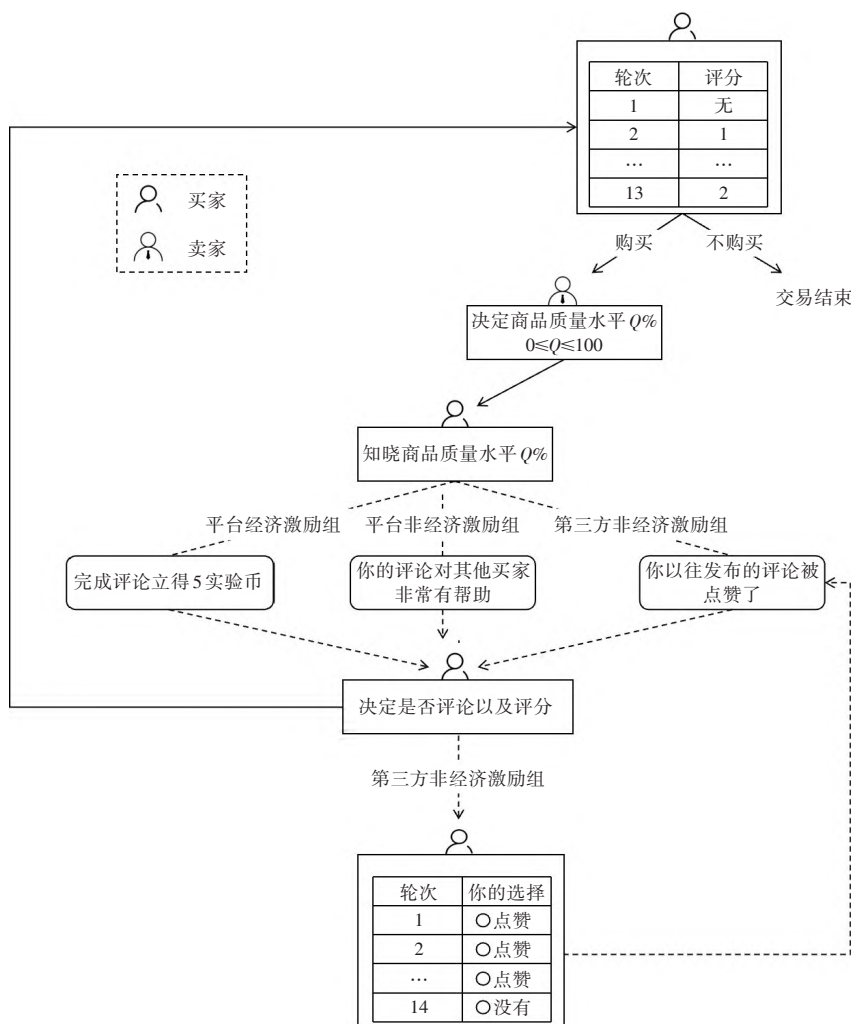 轮次 评分
1 无
2 1
… …
13 2
买家
卖家
购买 不购买
交易结束
决定商品质量水平Q%
0≤Q≤100
知晓商品质量水平Q%
平台经济激励组 平台非经济激励组 第三方非经济激励组
完成评论立得5实验币
你的评论对其他买家
非常有帮助
你以往发布的评论被
点赞了
决定是否评论以及评分
第三方非经济激励组
轮次 你的选择
1 ○点赞
2 ○点赞
… ○点赞
14 ○没有